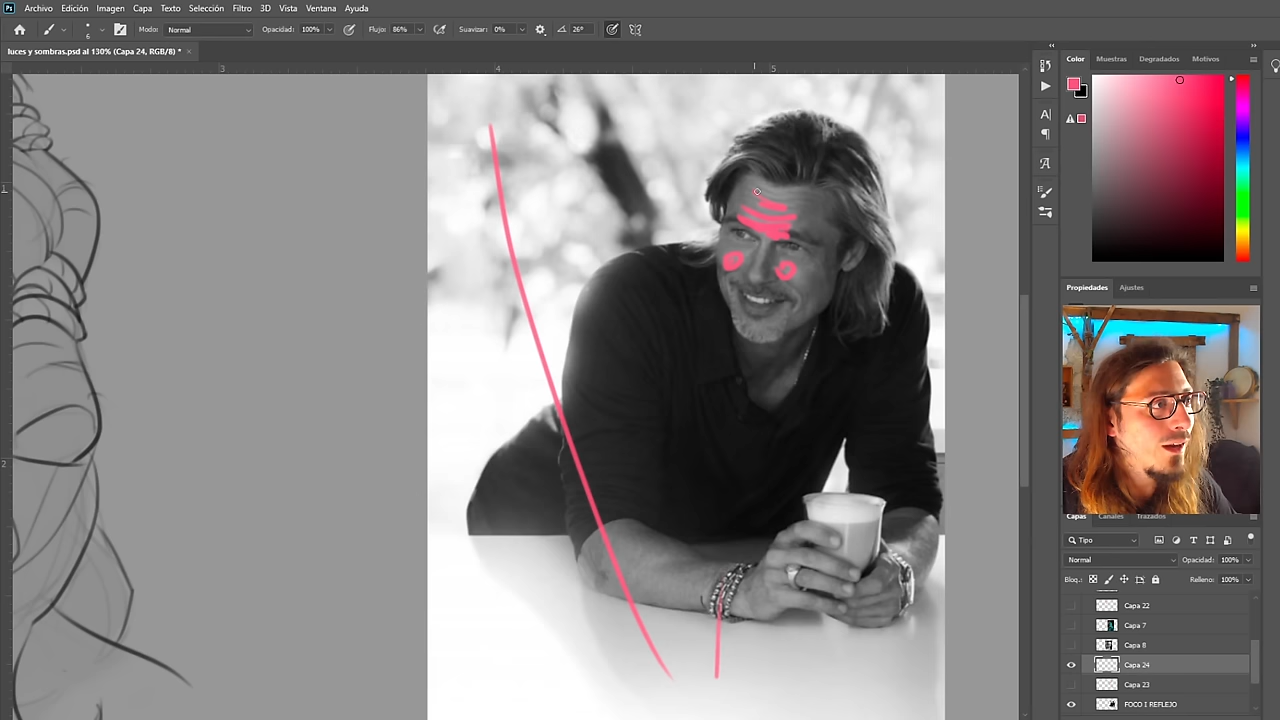 Archivo Edición Imagen Capa Texto Selección Filtro 3D Vista Ventana Ayuda
6 Modo: Normal Opacidad: 100% Flujo: 86% Suavizar: 0% 26°
luces y sombras.psd al 130% (Capa 24, RGB/8) * ×
3 4 5
1
2
Color Muestras Degradados Motivos
Propiedades Ajustes
Capas Canales Trazados
Tipo
Normal Opacidad: 100%
Bloq.: Relleno: 100%
Capa 22
Capa 7
Capa 8
Capa 24
Capa 23
FOCO I REFLEJO